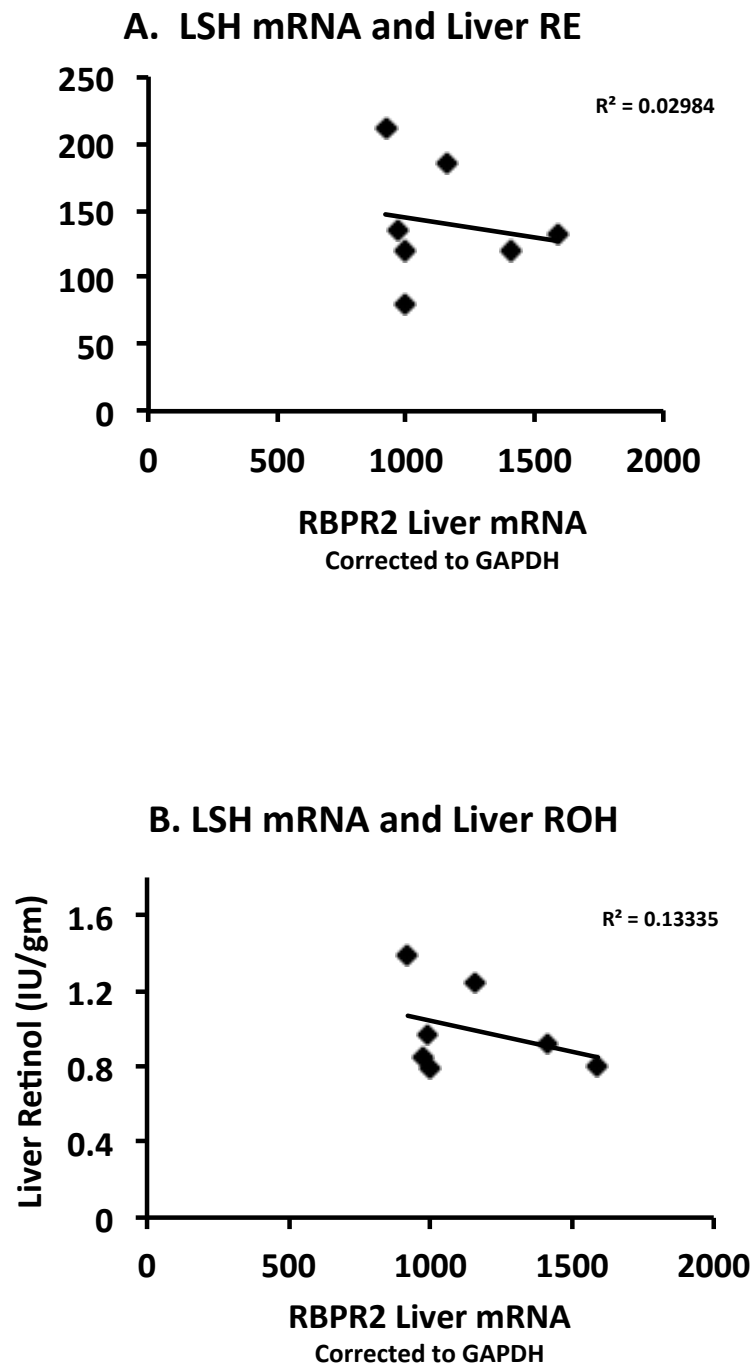 A. LSH mRNA and Liver RE
R² = 0.02984
250
200
150
100
50
0
0 500 1000 1500 2000
RBPR2 Liver mRNA
Corrected to GAPDH
B. LSH mRNA and Liver ROH
R² = 0.13335
Liver Retinol (IU/gm)
1.6
1.2
0.8
0.4
0
0 500 1000 1500 2000
RBPR2 Liver mRNA
Corrected to GAPDH